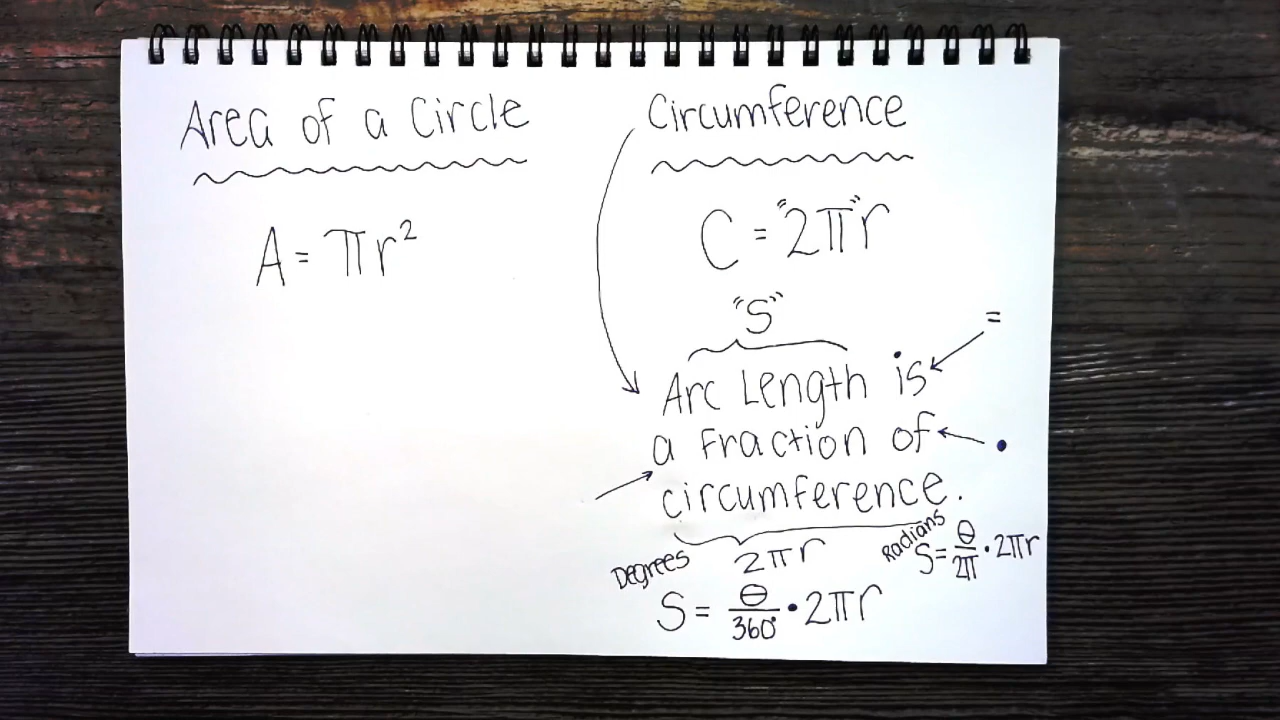 Area of a Circle
A = πr²
Circumference
C = "2π"r
"S"
=
Arc Length is
a fraction of
circumference.
2πr
Degrees
S = θ/360° • 2πr
Radians
S = θ/2π • 2πr